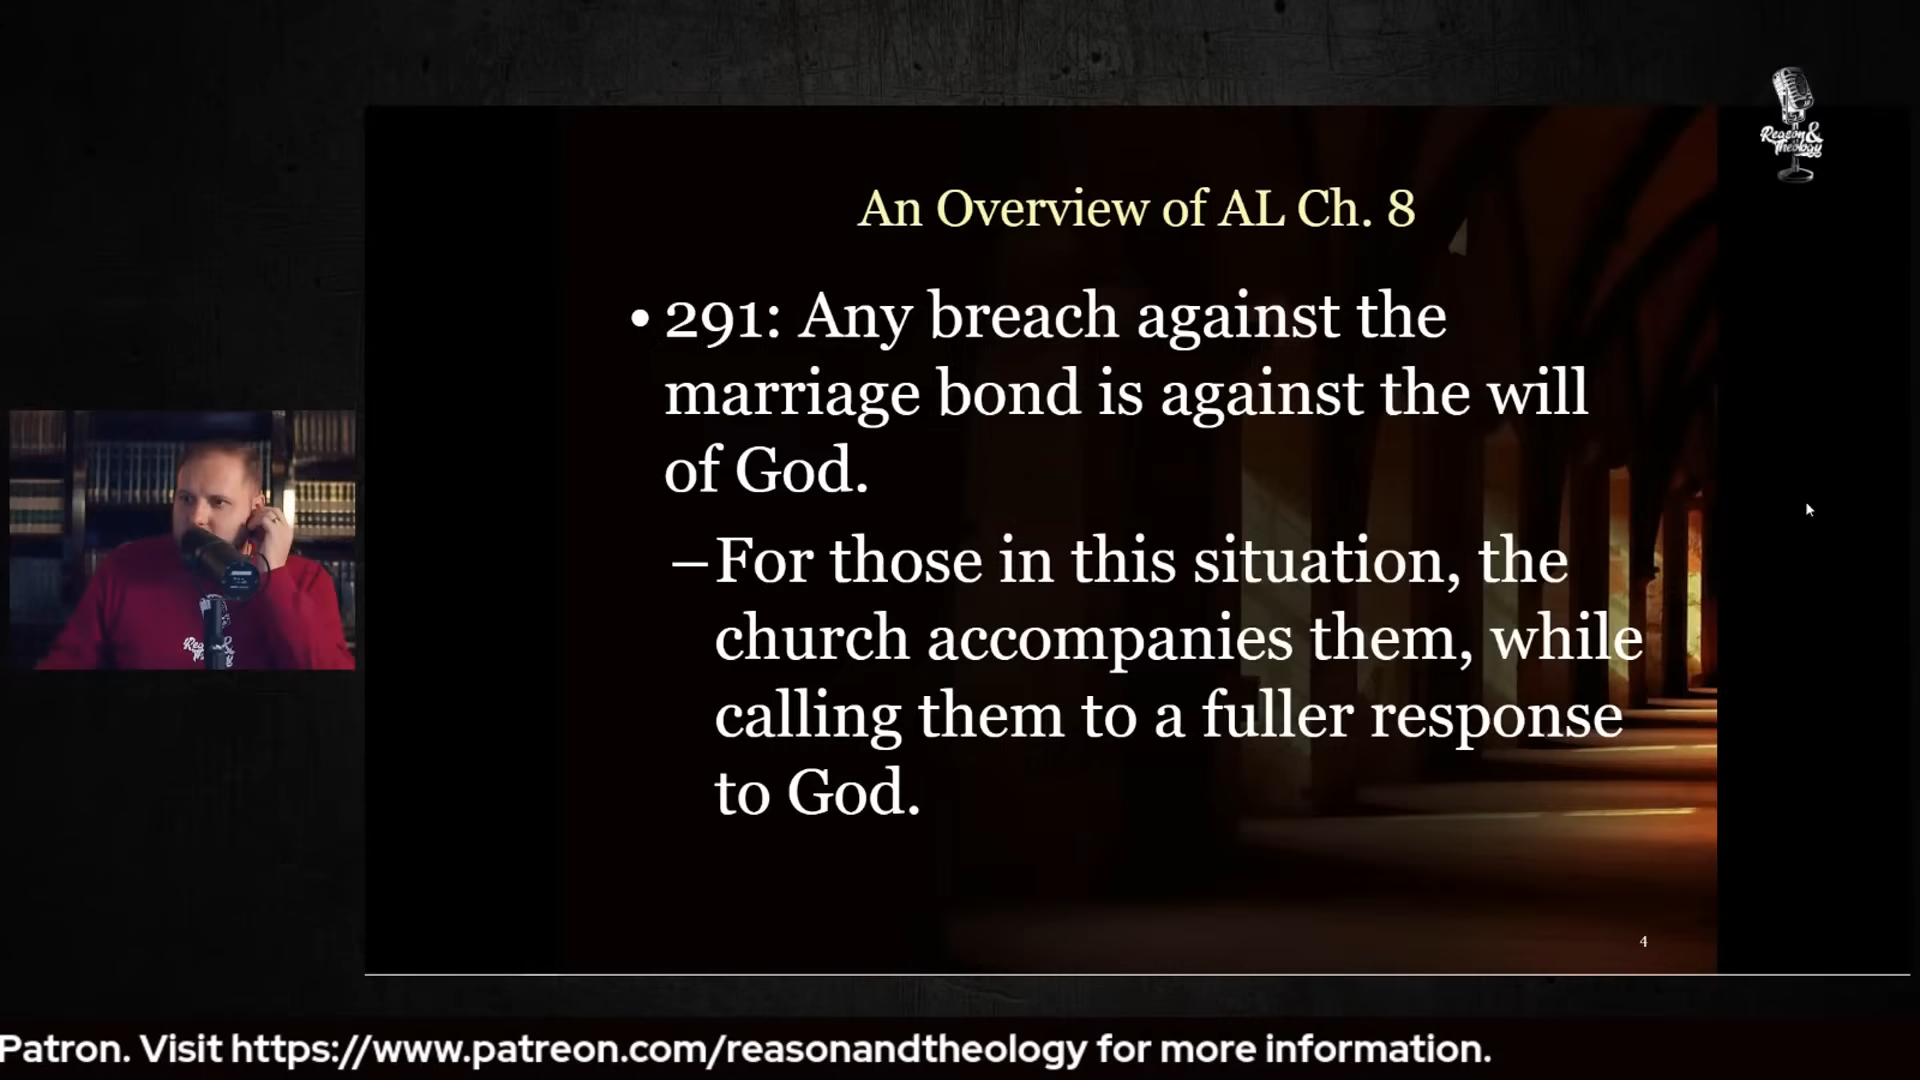 Reason &
Theology
An Overview of AL Ch. 8
• 291: Any breach against the
marriage bond is against the will
of God.
–For those in this situation, the
church accompanies them, while
calling them to a fuller response
to God.
4
Patron. Visit https://www.patreon.com/reasonandtheology for more information.